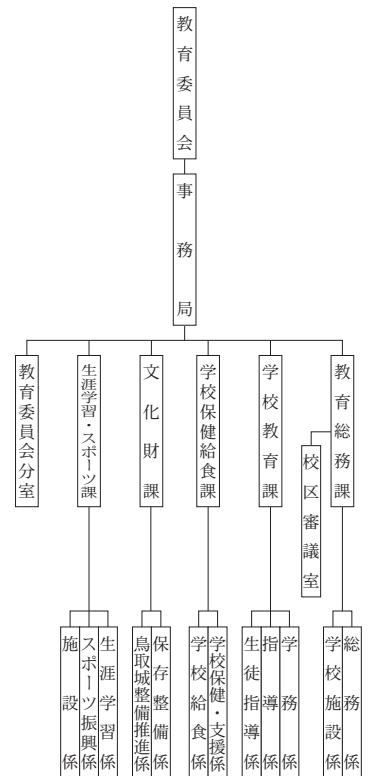 教育委員会
事務局
教育総務課
校区審議室
学校教育課
学校保健給食課
文化財課
生涯学習・スポーツ課
教育委員会分室
総務係
学校施設係
学務係
指導係
生徒指導係
学校保健・支援係
学校給食係
保存整備係
鳥取城整備推進係
生涯学習係
スポーツ振興係
施設係